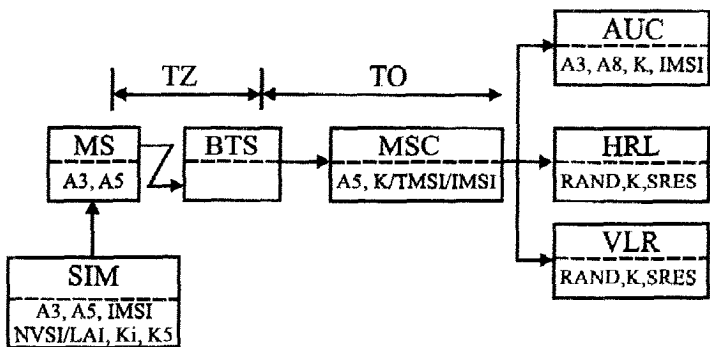 AUC
A3, A8, K, IMSI
TZ
TO
MS
A3, A5
BTS
MSC
A5, K/TMSI/IMSI
HRL
RAND,K,SRES
VLR
RAND,K,SRES
SIM
A3, A5, IMSI
NVSI/LAI, Ki, K5